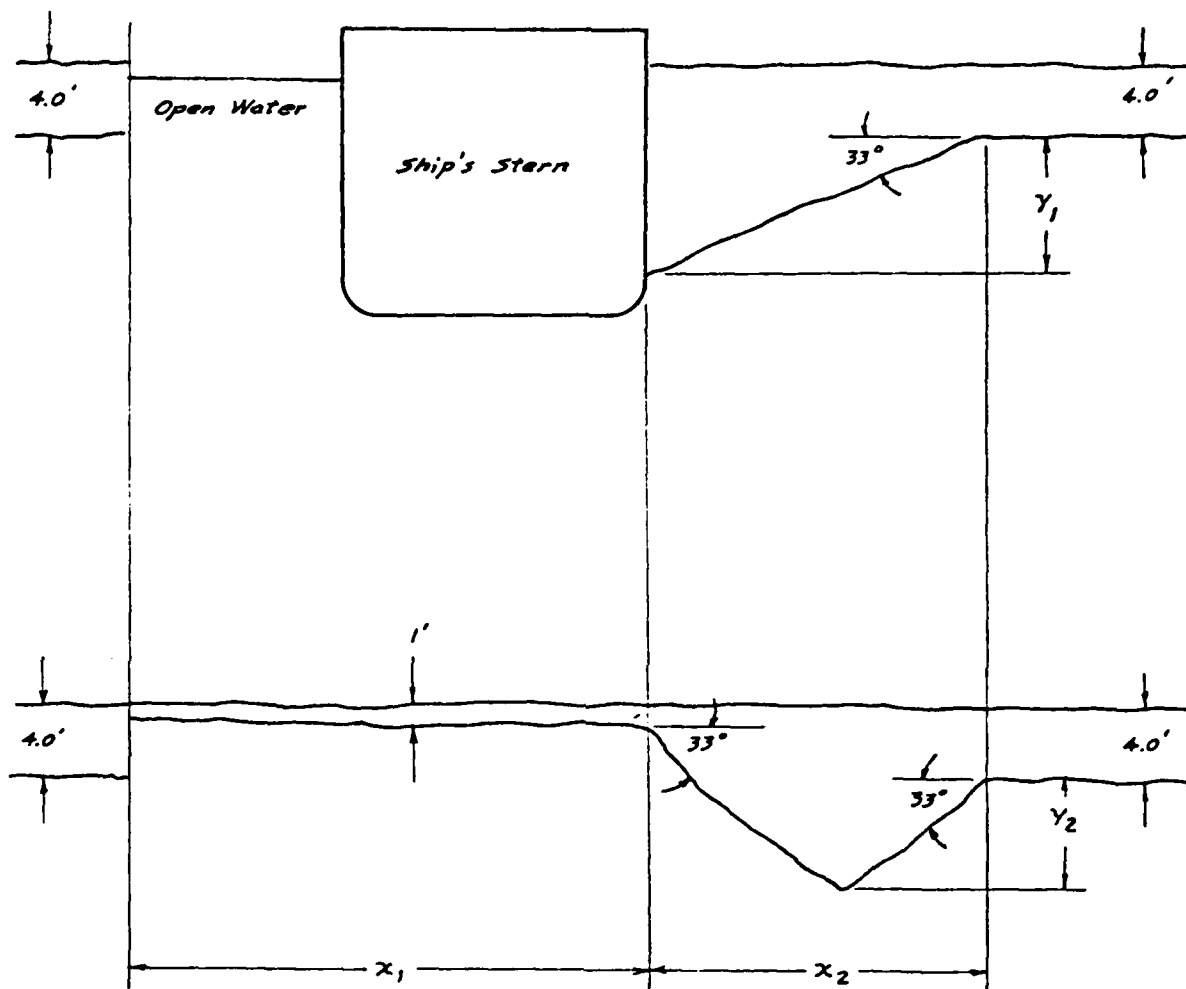 4.0'
Open Water
Ship's Stern
4.0'
33°
Y₁
1'
4.0'
33°
33°
4.0'
Y₂
x₁
x₂